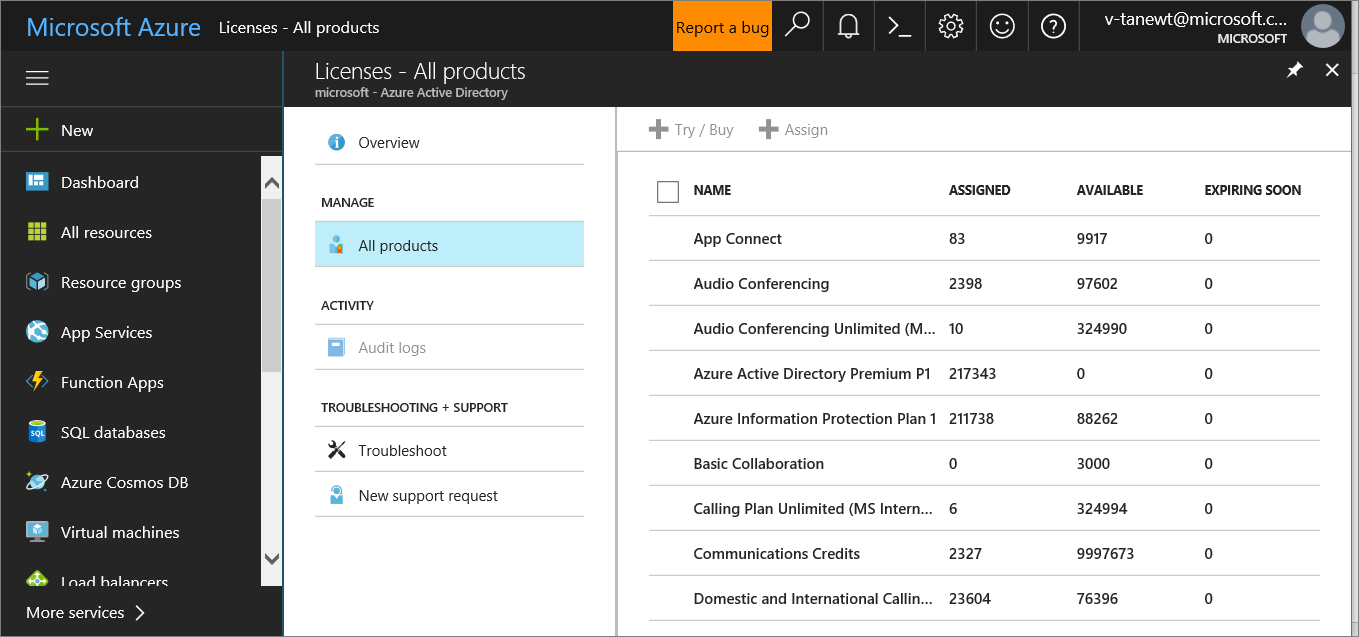 Microsoft Azure Licenses - All products
Report a bug
v-tanewt@microsoft.c...
MICROSOFT
Licenses - All products
microsoft - Azure Active Directory
New
Dashboard
All resources
Resource groups
App Services
Function Apps
SQL databases
Azure Cosmos DB
Virtual machines
Load balancers
More services
Overview
MANAGE
All products
ACTIVITY
Audit logs
TROUBLESHOOTING + SUPPORT
Troubleshoot
New support request
Try / Buy Assign
NAME ASSIGNED AVAILABLE EXPIRING SOON
App Connect 83 9917 0
Audio Conferencing 2398 97602 0
Audio Conferencing Unlimited (M... 10 324990 0
Azure Active Directory Premium P1 217343 0 0
Azure Information Protection Plan 1 211738 88262 0
Basic Collaboration 0 3000 0
Calling Plan Unlimited (MS Intern... 6 324994 0
Communications Credits 2327 9997673 0
Domestic and International Callin... 23604 76396 0